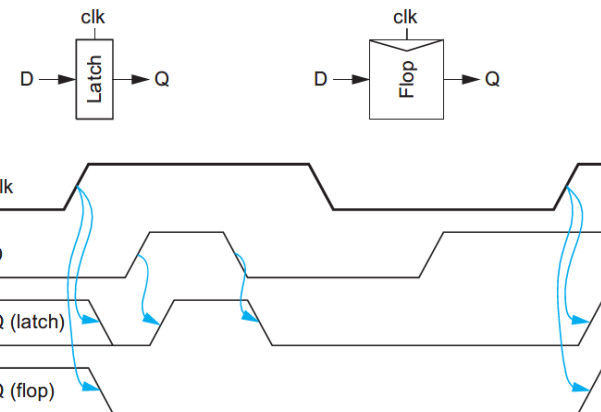 clk clk
D Latch Q D Flop Q
lk
Q (latch)
Q (flop)